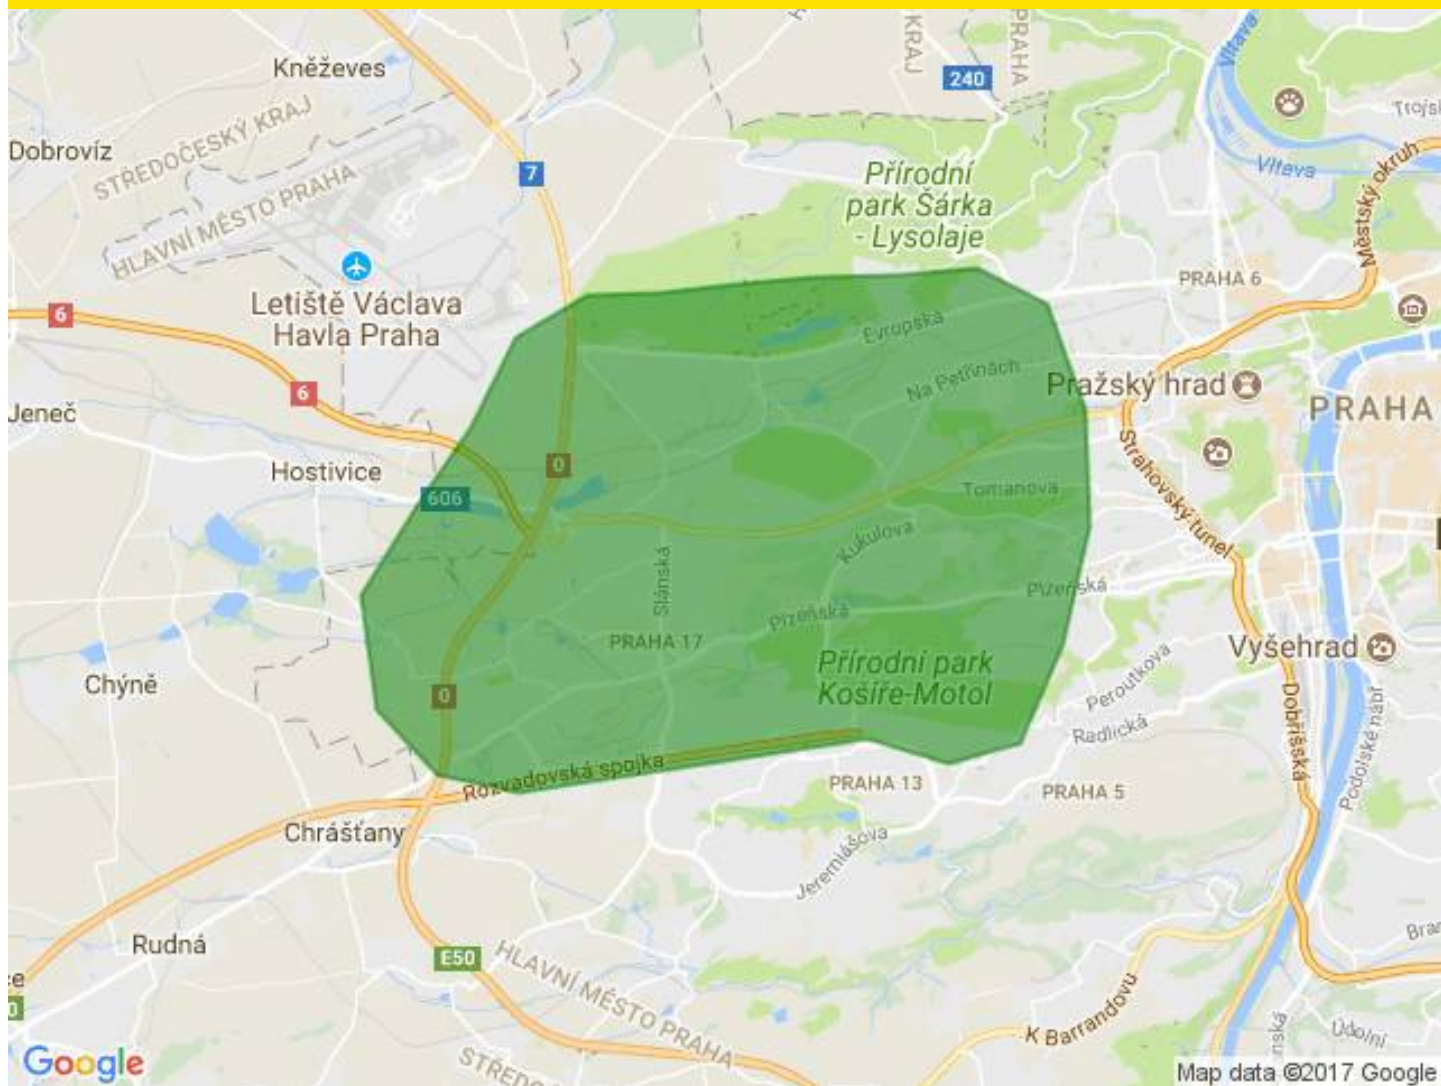 Kněževes
240
KRAJ
PRAHA
Vltava
Dobrovíz
STŘEDOČESKÝ KRAJ
HLAVNÍ MĚSTO PRAHA
7
Přírodní
park Šárka
- Lysolaje
Vltava
Městský okruh
Letiště Václava
Havla Praha
PRAHA 6
6
Evropská
6
Na Petřinách
Pražský hrad
PRAHA
Jeneč
Hostivice
0
606
Tomanova
Strahovský tunel
Kukulova
Slánská
Plzeňská
Plzeňská
PRAHA 17
Přírodní park
Košíře-Motol
Vyšehrad
Chýně
0
Peroutkova
Radlická
Dobříšská
Podolské nábř
Rozvadovská spojka
PRAHA 13
PRAHA 5
Chrášťany
Jeremiášova
Rudná
E50
HLAVNÍ MĚSTO PRAHA
K Barrandovu
Údolní
Google
Map data ©2017 Google